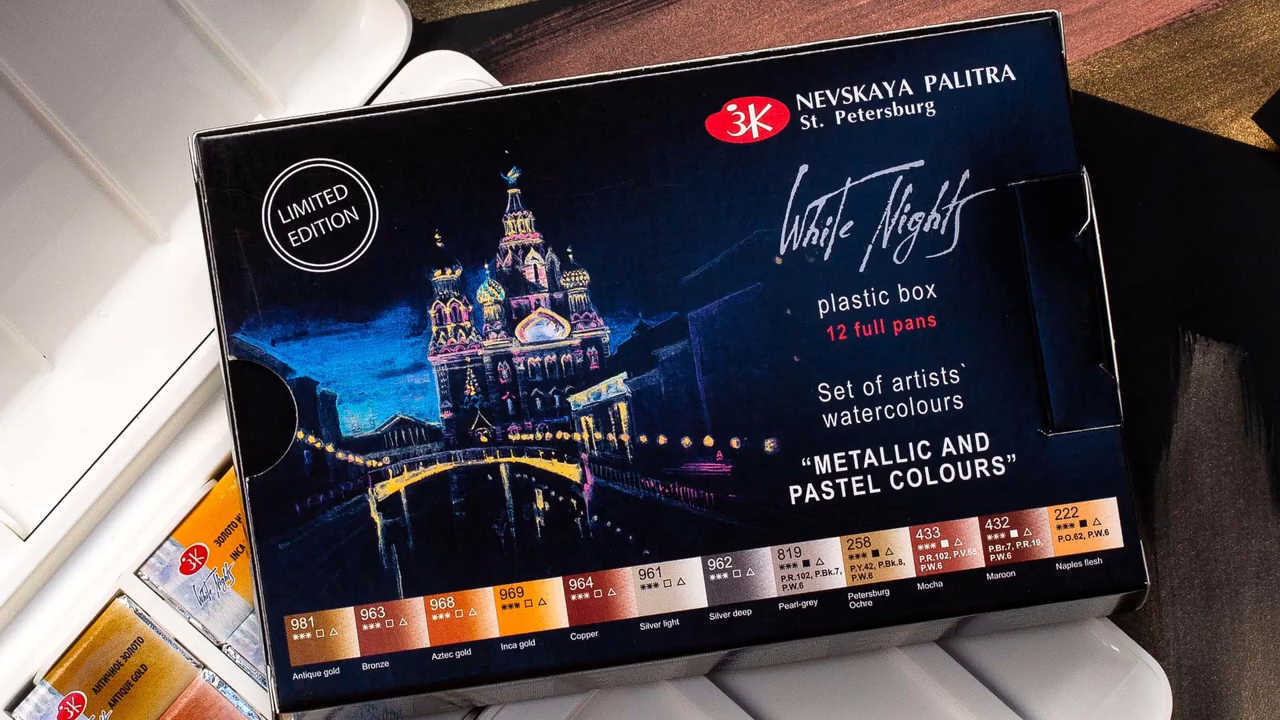 LIMITED
EDITION
ЗК
NEVSKAYA PALITRA
St. Petersburg
White Nights
plastic box
12 full pans
Set of artists`
watercolours
“METALLIC AND
PASTEL COLOURS”
981
*** □ △
Antique gold
963
*** □ △
Bronze
968
*** □ △
Aztec gold
969
*** □ △
Inca gold
964
*** □ △
Copper
961
*** □ △
Silver light
962
*** □ △
Silver deep
819
*** ■ △
P.R.102, P.Bk.7,
P.W.6
Pearl-grey
258
*** ■ △
P.Y.42, P.Bk.8,
P.W.6
Petersburg
Ochre
433
*** ■ △
P.R.102, P.V.55,
P.W.6
Mocha
432
*** ■ △
P.Br.7, P.R.19,
P.W.6
Maroon
222
*** ■ △
P.O.62, P.W.6
Naples flesh
ЗОЛОТО
INCA
ЗК
White Nights
АНТИЧНОЕ ЗОЛОТО
ANTIQUE GOLD
ЗК